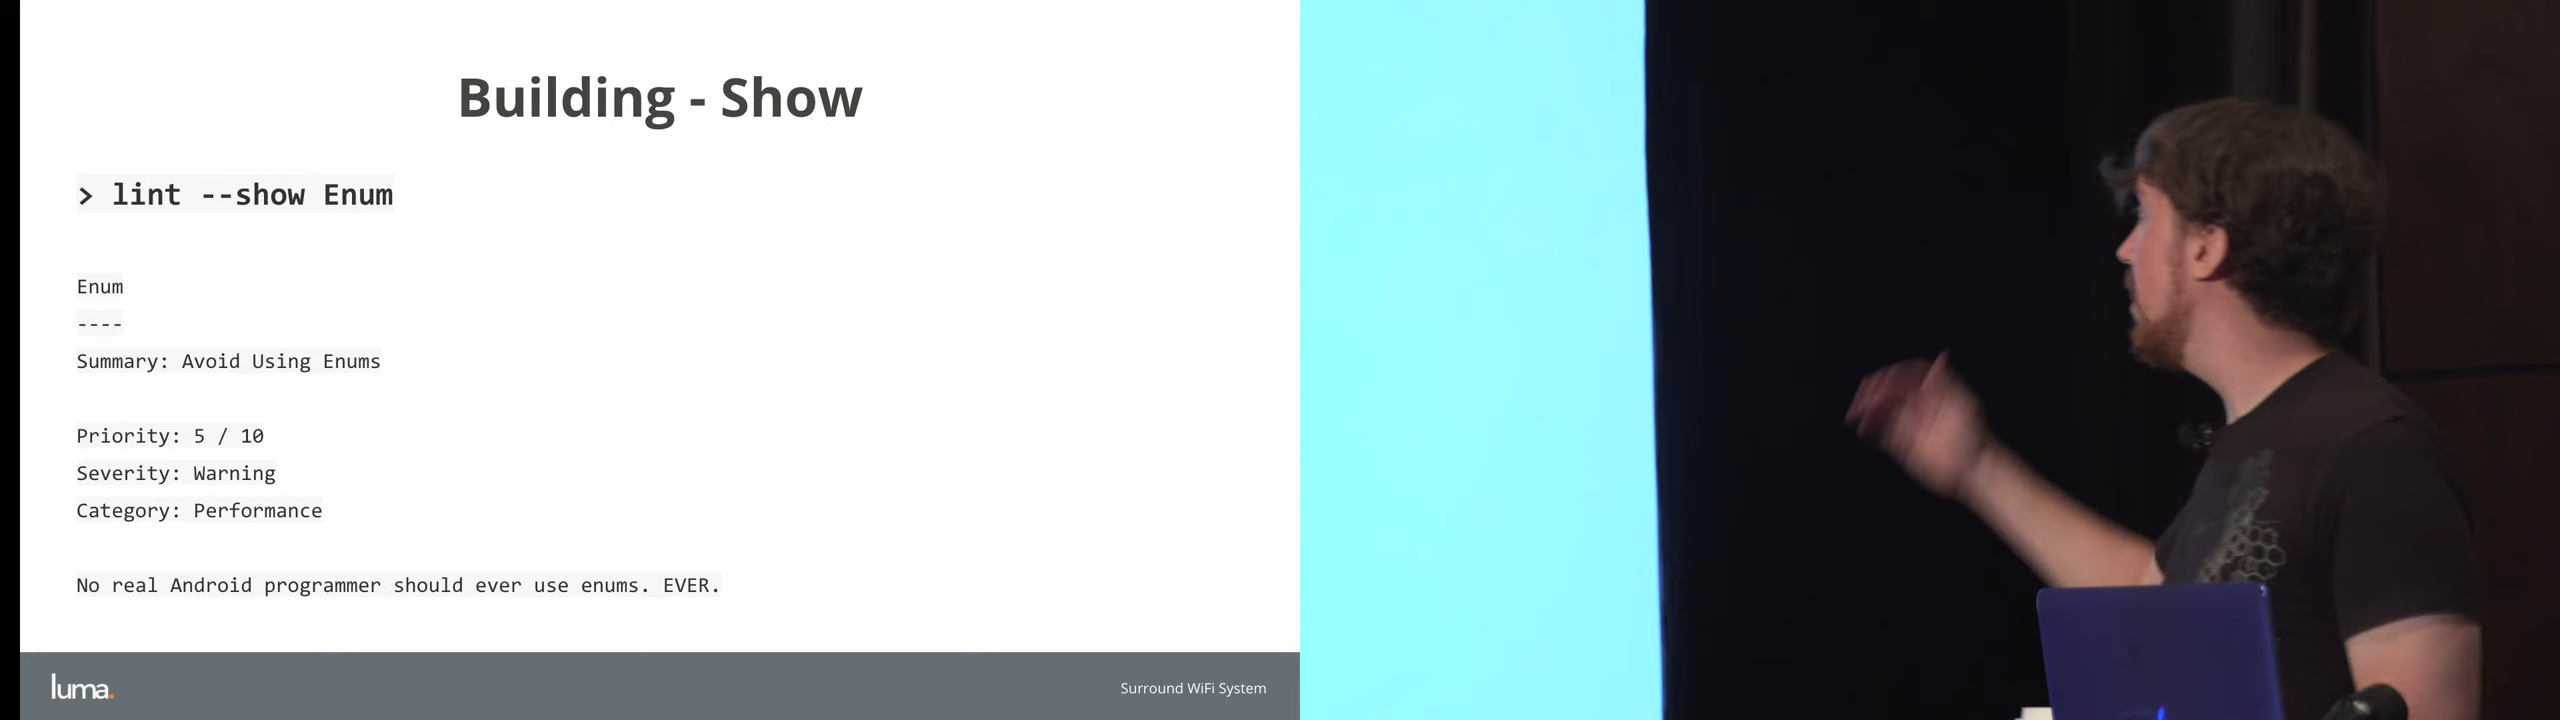 Building - Show
> lint --show Enum
Enum
----
Summary: Avoid Using Enums
Priority: 5 / 10
Severity: Warning
Category: Performance
No real Android programmer should ever use enums. EVER.
luma.
Surround WiFi System